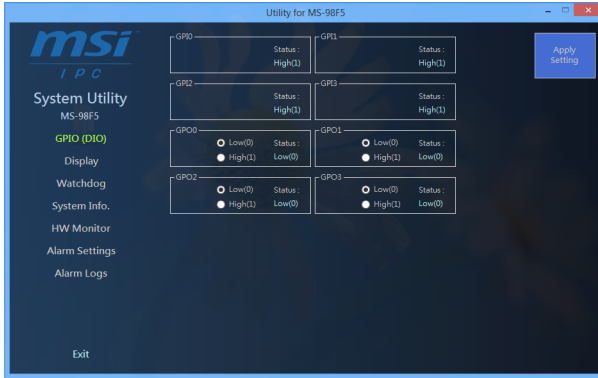 Utility for MS-98F5
msi
IPC
System Utility
MS-98F5
GPIO (DIO)
Display
Watchdog
System Info.
HW Monitor
Alarm Settings
Alarm Logs
Exit
GPI0
Status :
High(1)
GPI1
Status :
High(1)
GPI2
Status :
High(1)
GPI3
Status :
High(1)
GPO0
Low(0) Status :
High(1) Low(0)
GPO1
Low(0) Status :
High(1) Low(0)
GPO2
Low(0) Status :
High(1) Low(0)
GPO3
Low(0) Status :
High(1) Low(0)
Apply
Setting